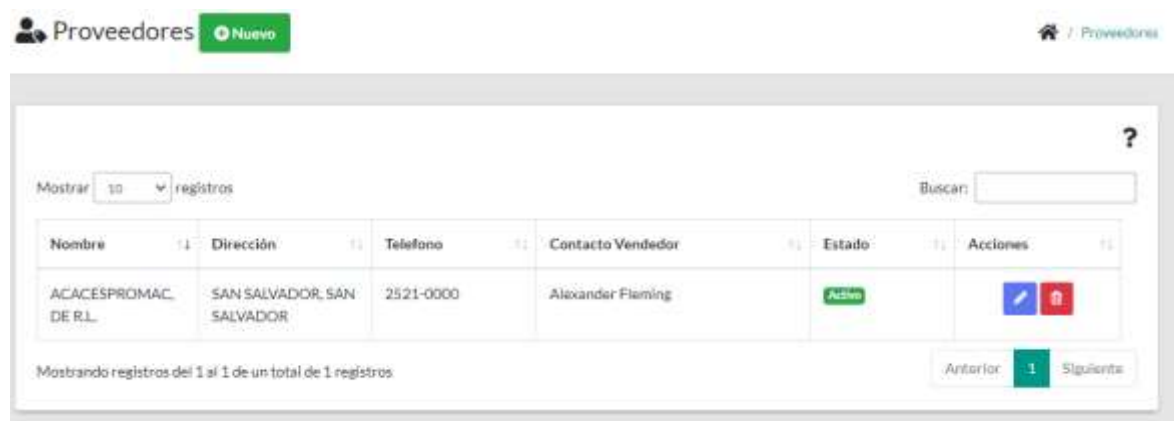 Proveedores Nuevo
/ Proveedores
?
Mostrar 10 registros
Buscar:
Nombre Dirección Telefono Contacto Vendedor Estado Acciones
ACACESPROMAC, SAN SALVADOR, SAN 2521-0000 Alexander Fleming Activo
DE R.L. SALVADOR
Mostrando registros del 1 al 1 de un total de 1 registros
Anterior 1 Siguiente